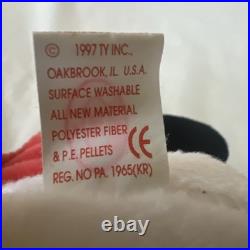 © 1997 TY INC.,
OAKBROOK, IL U.S.A.
SURFACE WASHABLE
ALL NEW MATERIAL
POLYESTER FIBER
& P.E. PELLETS CE
REG. NO PA. 1965(KR)